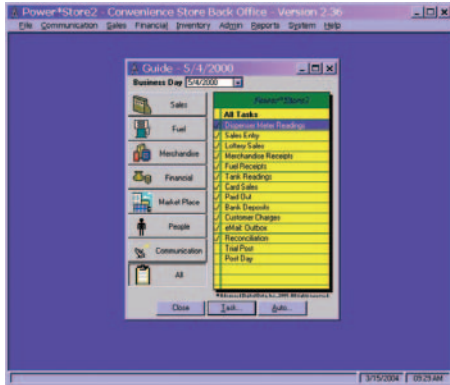 Power*Store2 - Convenience Store Back Office - Version 2.36
File Communication Sales Financial Inventory Admin Reports System Help
Guide - 5/4/2000
Business Day 5/4/2000
Power*Store2
All Tasks
Dispenser Meter Readings
Sales Entry
Lottery Sales
Merchandise Receipts
Fuel Receipts
Tank Readings
Card Sales
Paid Out
Bank Deposits
Customer Charges
eMail: Outbox
Reconciliation
Trial Post
Post Day
Sales
Fuel
Merchandise
Financial
Market Place
People
Communication
All
Close Task... Auto...
3/15/2004 09:29 AM